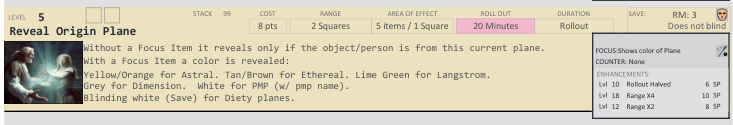 LEVEL 5 STACK 99 COST RANGE AREA OF EFFECT ROLL OUT DURATION SAVE: RM: 3
Reveal Origin Plane 8 pts 2 Squares 5 items / 1 Square 20 Minutes Rollout Does not blind
Without a Focus Item it reveals only if the object/person is from this current plane.
With a Focus Item a color is revealed:
Yellow/Orange for Astral. Tan/Brown for Ethereal. Lime Green for Langstrom.
Grey for Dimension. White for PMP (w/ pmp name).
Blinding white (Save) for Diety planes.
FOCUS:Shows color of Plane
COUNTER: None
ENHANCEMENTS:
Lvl 10 Rollout Halved 6 SP
Lvl 18 Range X4 10 SP
Lvl 12 Range X2 8 SP